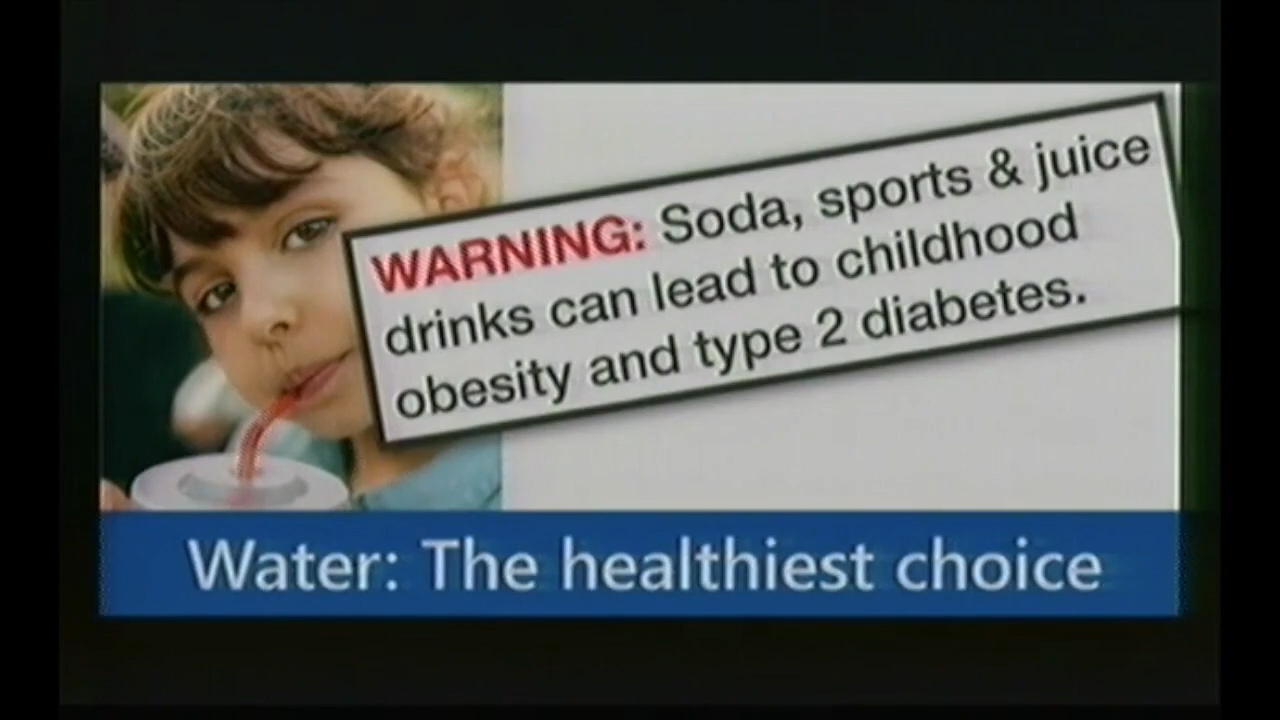 WARNING: Soda, sports & juice
drinks can lead to childhood
obesity and type 2 diabetes.
Water: The healthiest choice